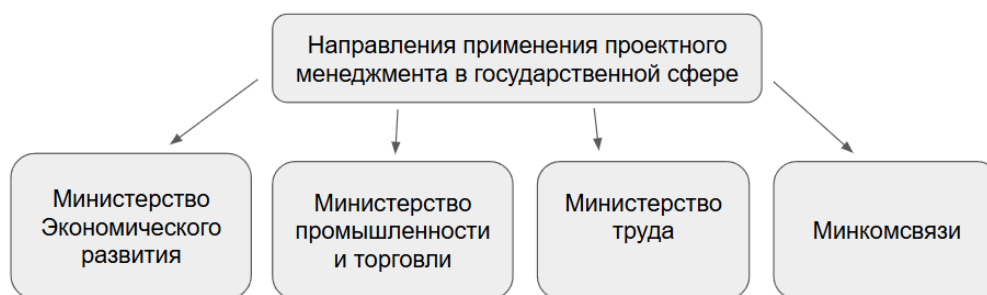 Направления применения проектного
менеджмента в государственной сфере
Министерство
Экономического
развития
Министерство
промышленности
и торговли
Министерство
труда
Минкомсвязи